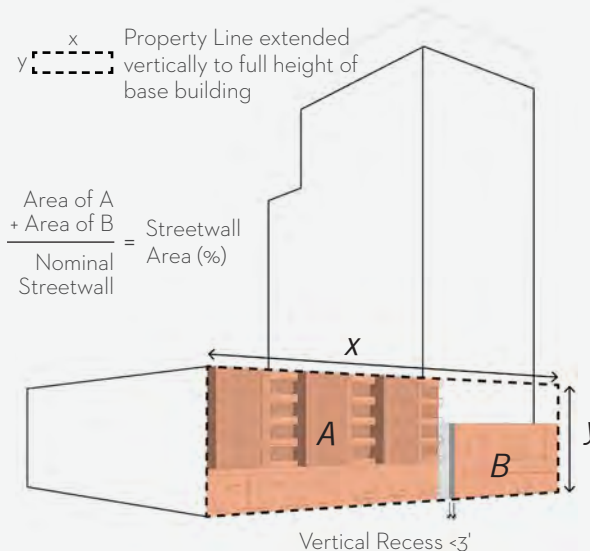 x
y
Property Line extended
vertically to full height of
base building
Area of A
+ Area of B
Nominal
Streetwall
=
Streetwall
Area (%)
X
A
B
y
Vertical Recess <3'